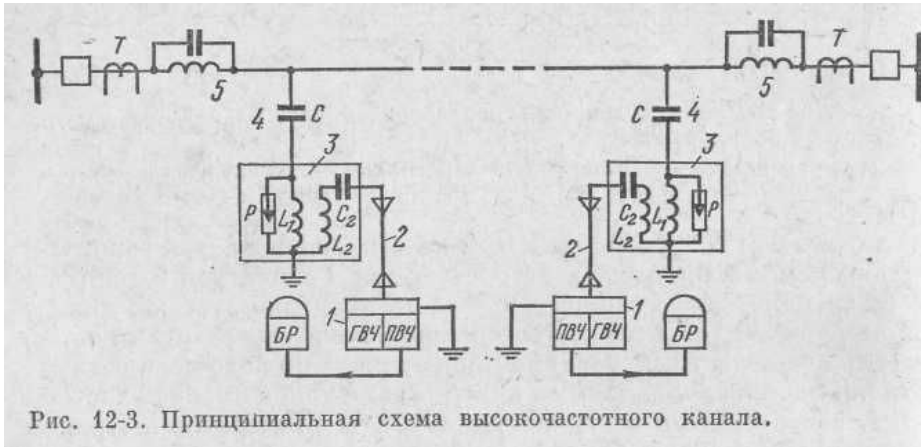 T T
5 5
4 C C 4
3 3
P L1 C2 L2 C2 L2 L1 P
2 2
БР 1 ГВЧ ПВЧ ПВЧ ГВЧ 1 БР
Рис. 12-3. Принципиальная схема высокочастотного канала.